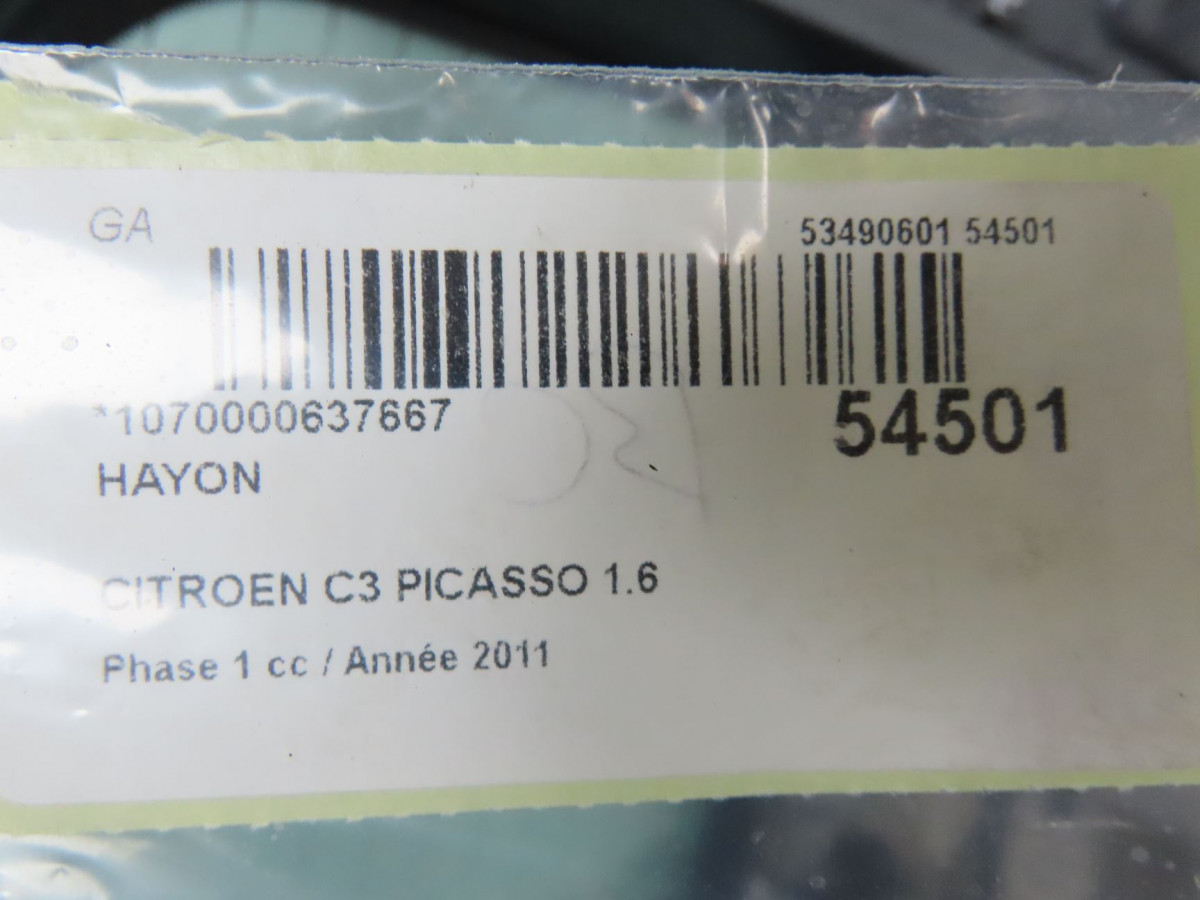 GA 53490601 54501
*1070000637667 54501
HAYON
CITROEN C3 PICASSO 1.6
Phase 1 cc / Année 2011